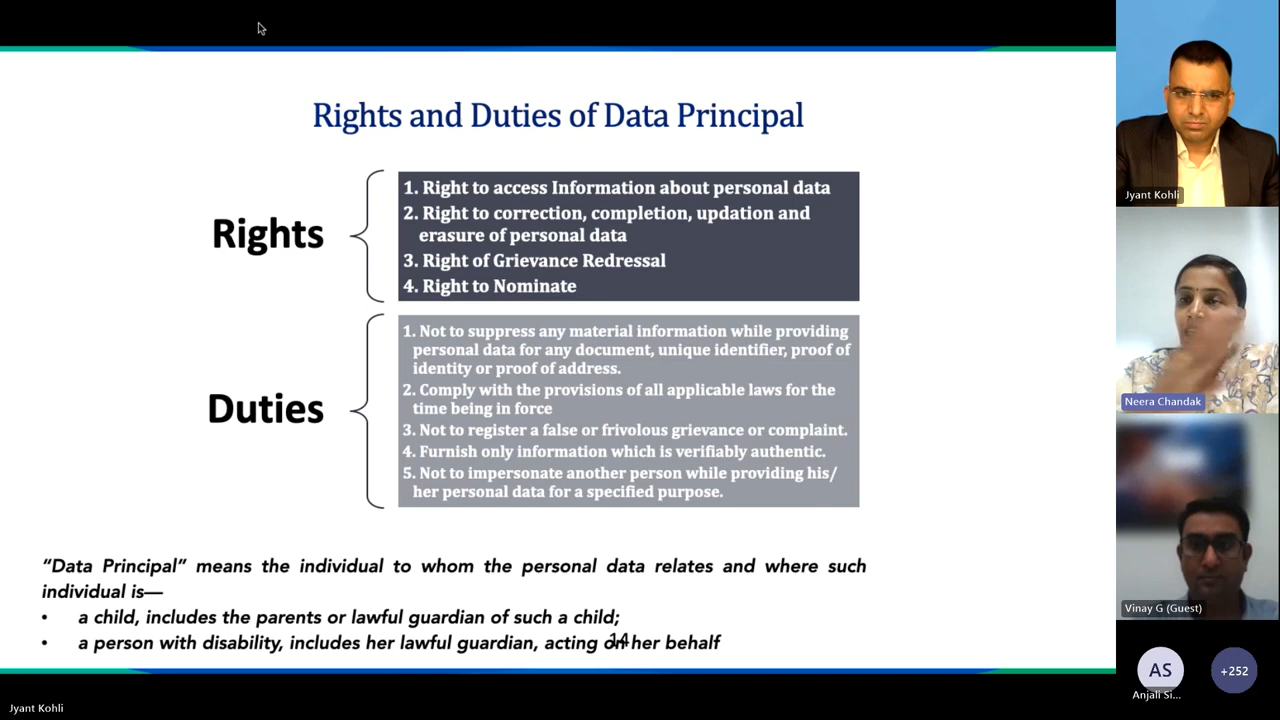 Rights and Duties of Data Principal
Rights
1. Right to access Information about personal data
2. Right to correction, completion, updation and
erasure of personal data
3. Right of Grievance Redressal
4. Right to Nominate
Duties
1. Not to suppress any material information while providing
personal data for any document, unique identifier, proof of
identity or proof of address.
2. Comply with the provisions of all applicable laws for the
time being in force
3. Not to register a false or frivolous grievance or complaint.
4. Furnish only information which is verifiably authentic.
5. Not to impersonate another person while providing his/
her personal data for a specified purpose.
“Data Principal” means the individual to whom the personal data relates and where such
individual is—
• a child, includes the parents or lawful guardian of such a child;
• a person with disability, includes her lawful guardian, acting on her behalf
14
Jyant Kohli
Jyant Kohli
Neera Chandak
Vinay G (Guest)
AS
Anjali Si...
+252